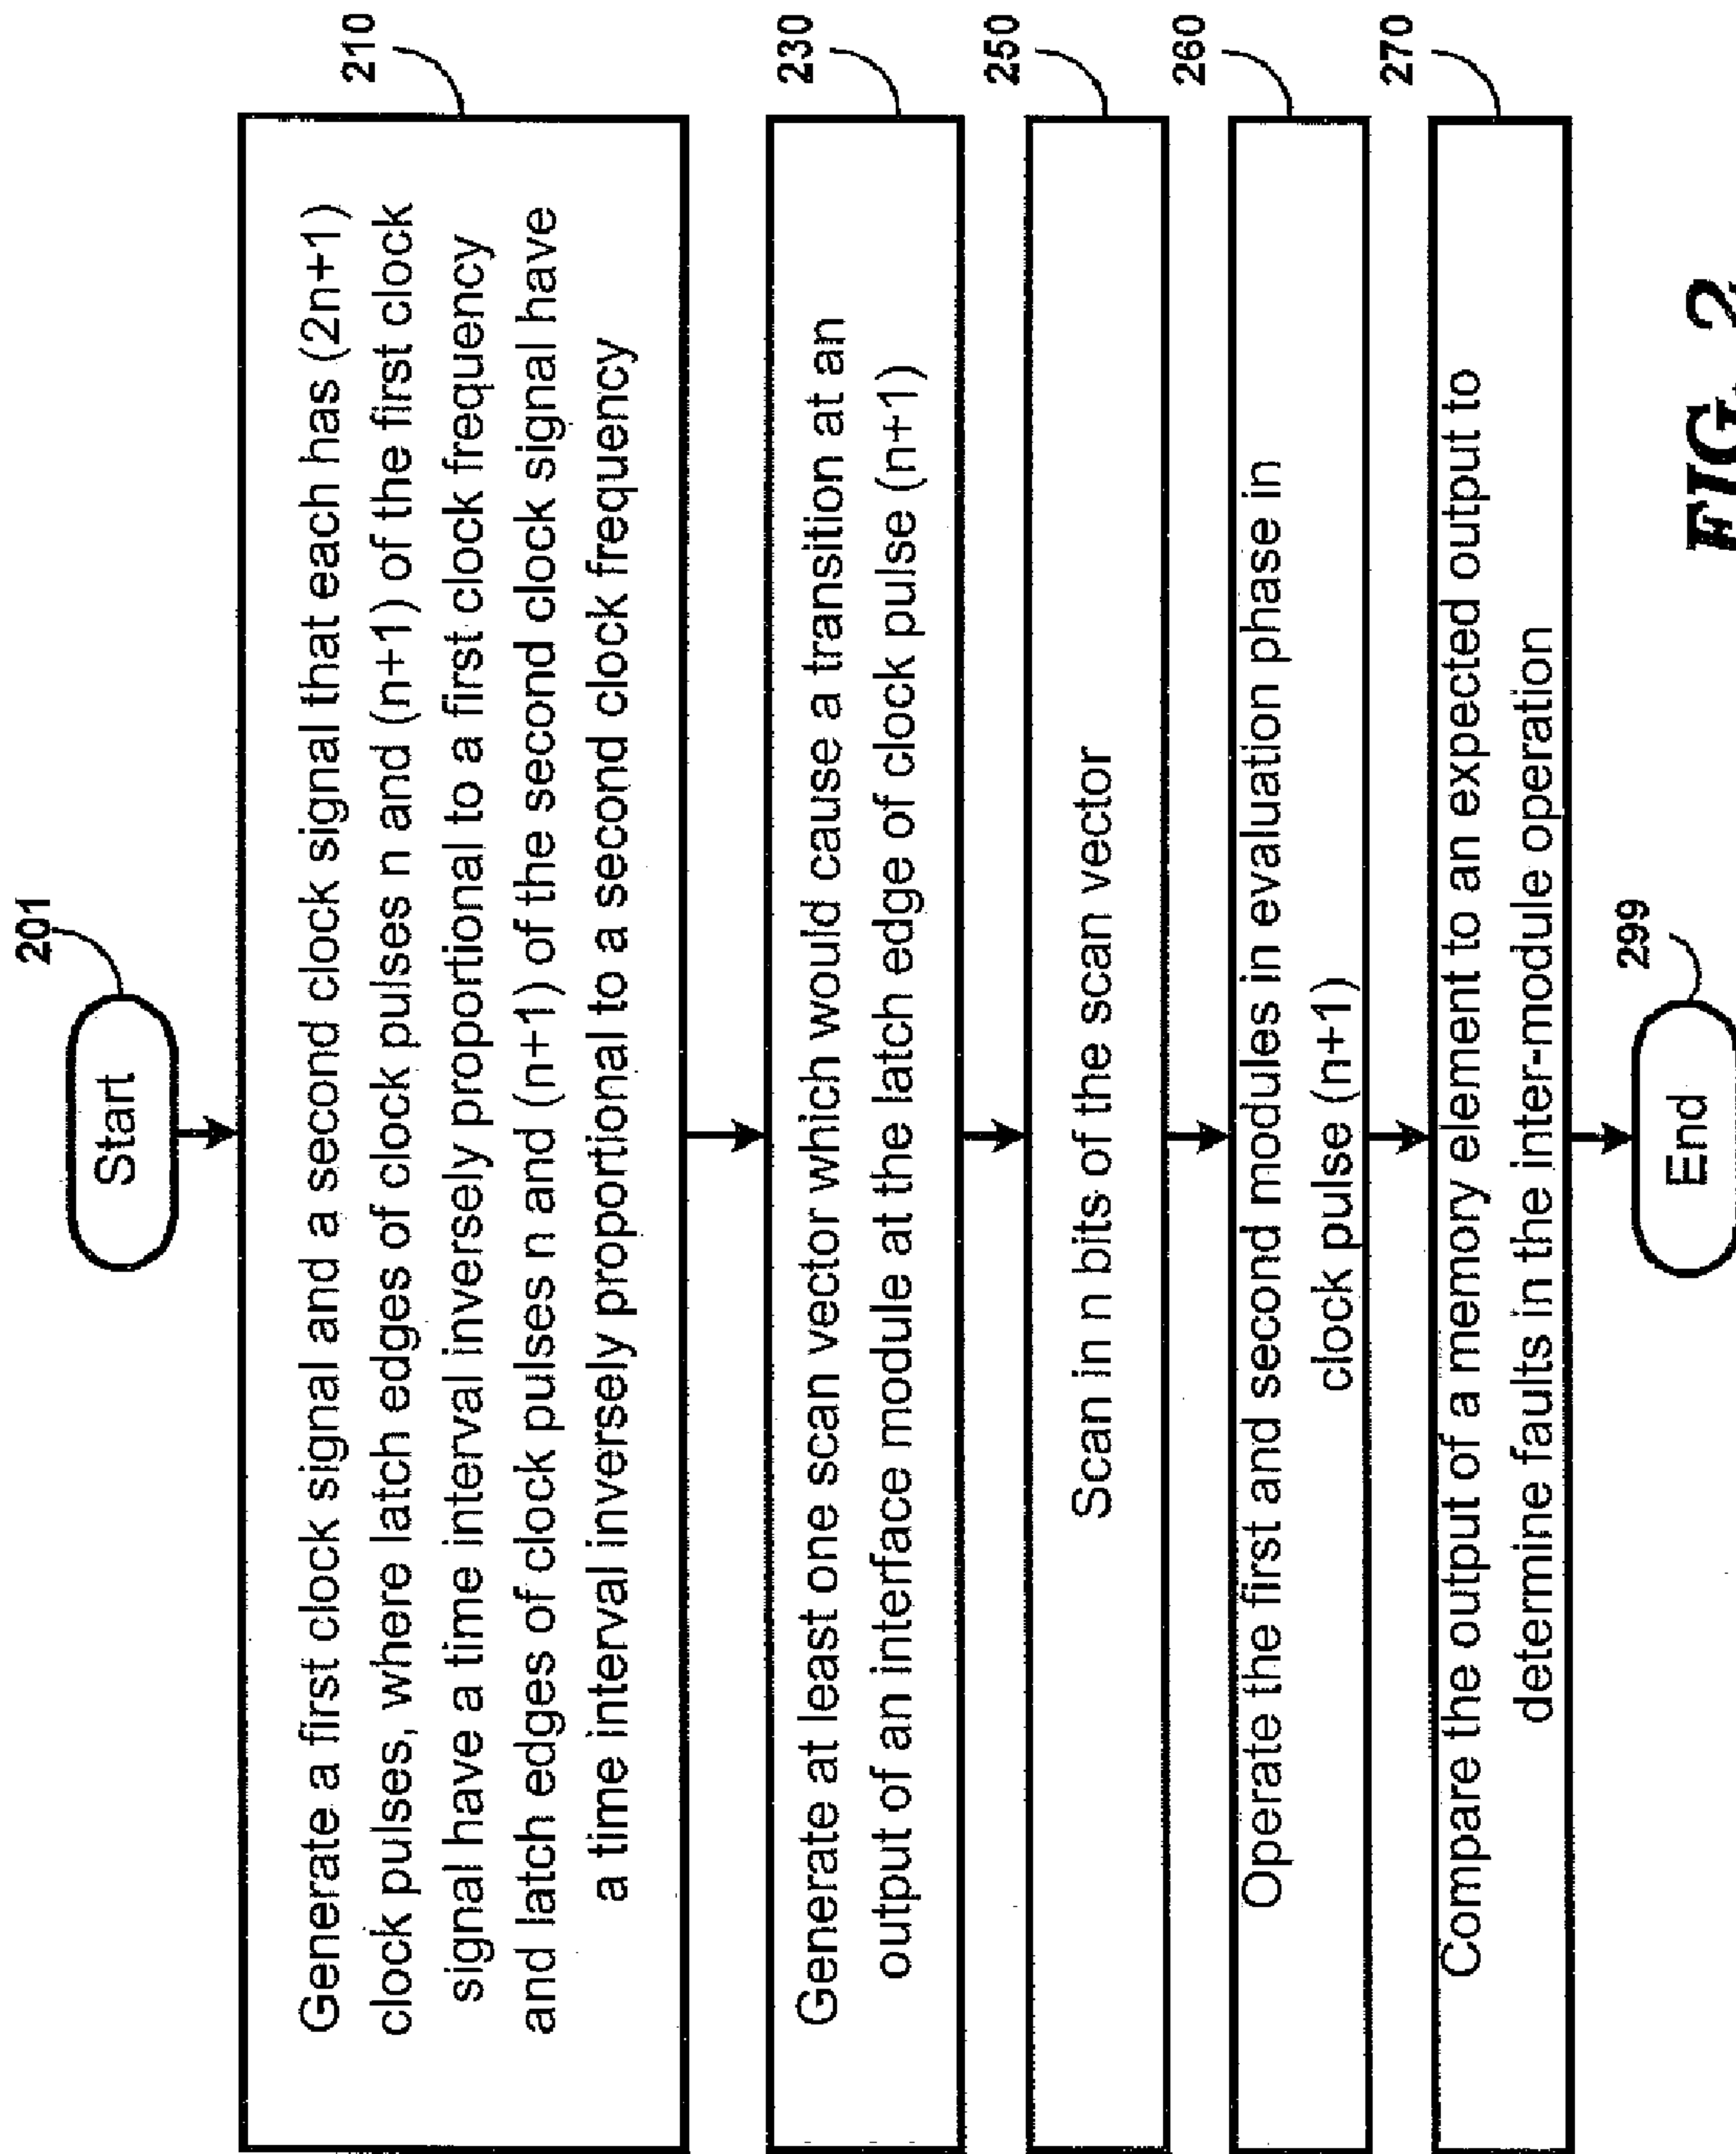 201
Start
210
Generate a first clock signal and a second clock signal that each has (2n+1)
clock pulses, where latch edges of clock pulses n and (n+1) of the first clock
signal have a time interval inversely proportional to a first clock frequency
and latch edges of clock pulses n and (n+1) of the second clock signal have
a time interval inversely proportional to a second clock frequency
230
Generate at least one scan vector which would cause a transition at an
output of an interface module at the latch edge of clock pulse (n+1)
250
Scan in n bits of the scan vector
260
Operate the first and second modules in evaluation phase in
clock pulse (n+1)
270
Compare the output of a memory element to an expected output to
determine faults in the inter-module operation
299
End
FIG. 2